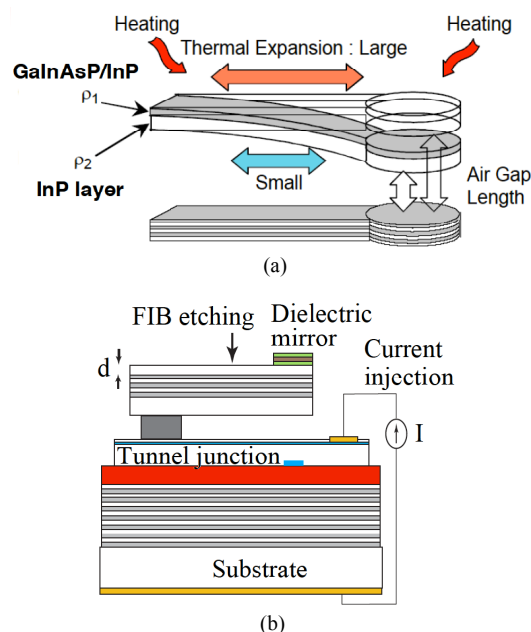 Heating
Heating
Thermal Expansion : Large
GaInAsP/InP
ρ1
ρ2
InP layer
Small
Air Gap
Length
(a)
FIB etching
Dielectric
mirror
Current
injection
d
I
Tunnel junction
Substrate
(b)